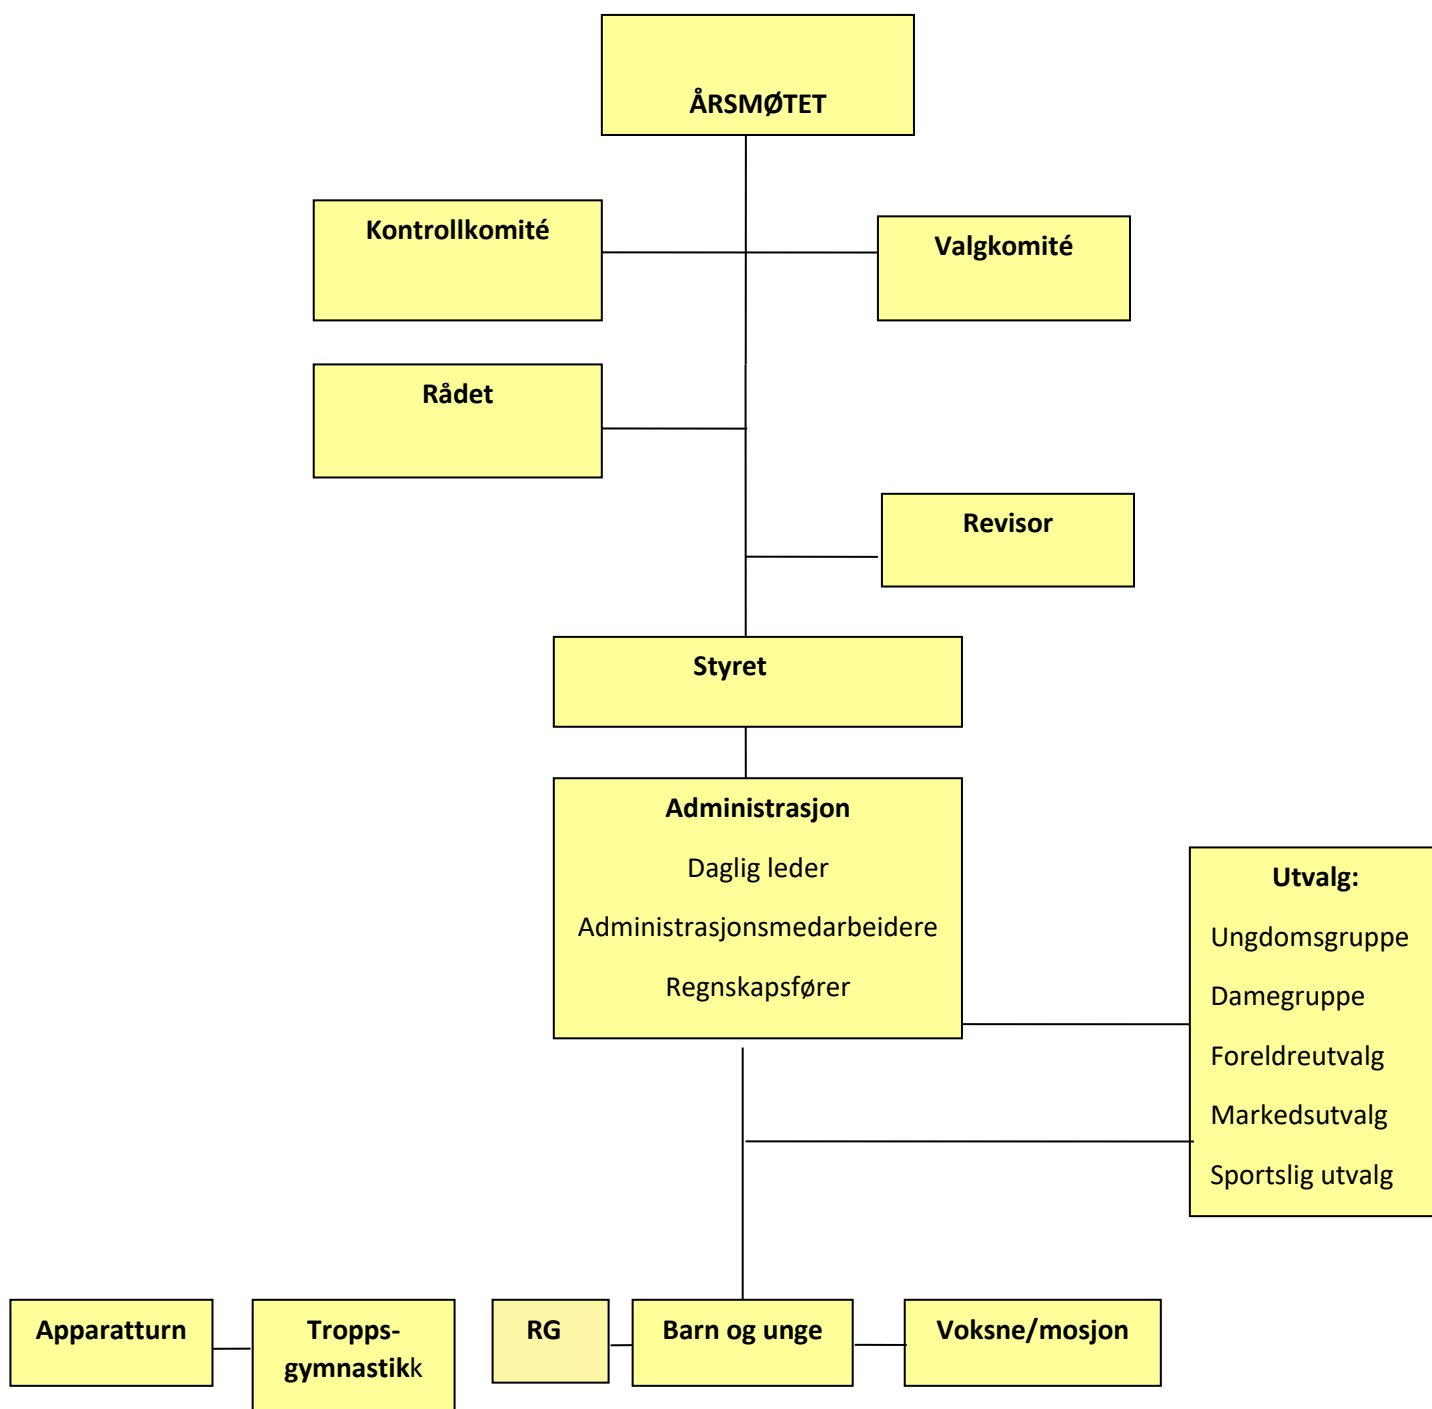 ÅRSMØTET
Kontrollkomité
Valgkomité
Rådet
Revisor
Styret
Administrasjon
Daglig leder
Administrasjonsmedarbeidere
Regnskapsfører
Utvalg:
Ungdomsgruppe
Damegruppe
Foreldreutvalg
Markedsutvalg
Sportslig utvalg
Apparatturn
Tropps-
gymnastikk
RG
Barn og unge
Voksne/mosjon